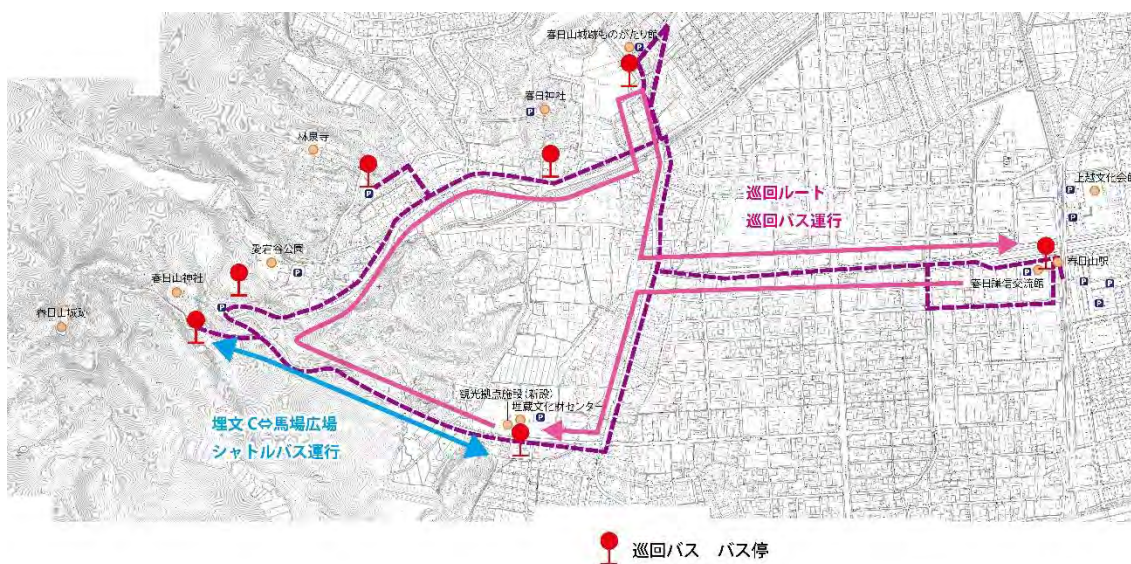 春日山城跡ものがたり館
P
春日神社
P
林泉寺
P
上越文化会館
P
P
巡回ルート
巡回バス運行
愛宕谷公園
P
春日山駅
春日謙信交流館
P
P
P
P
春日山神社
P
春日山城跡
観光拠点施設(新設)
埋蔵文化財センター
P
埋文C⇔馬場広場
シャトルバス運行
巡回バス バス停